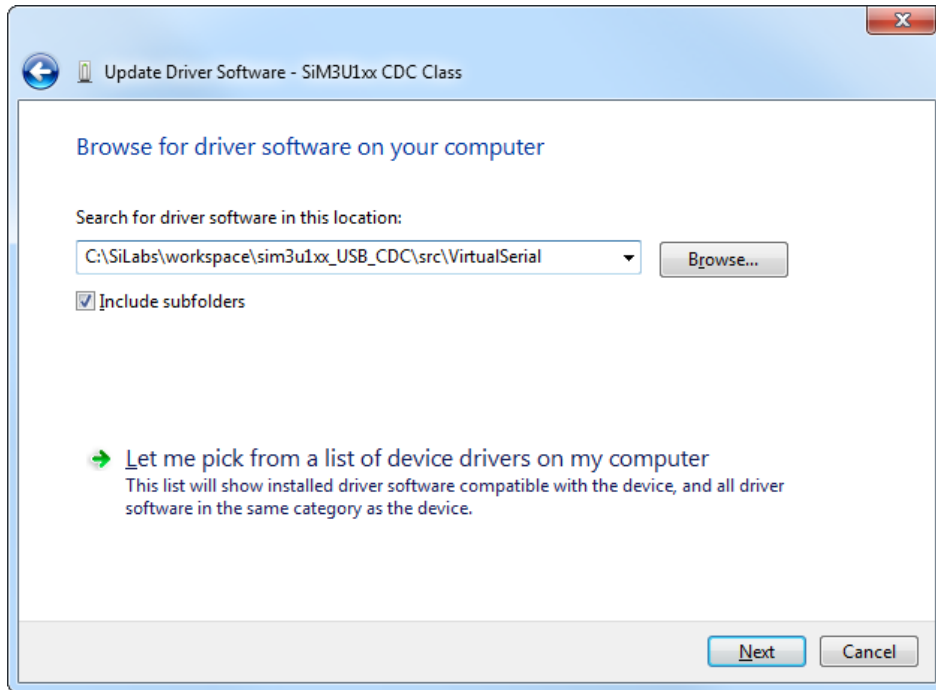 Update Driver Software - SiM3U1xx CDC Class
Browse for driver software on your computer
Search for driver software in this location:
C:\SiLabs\workspace\sim3u1xx_USB_CDC\src\VirtualSerial
Browse...
Include subfolders
Let me pick from a list of device drivers on my computer
This list will show installed driver software compatible with the device, and all driver
software in the same category as the device.
Next
Cancel